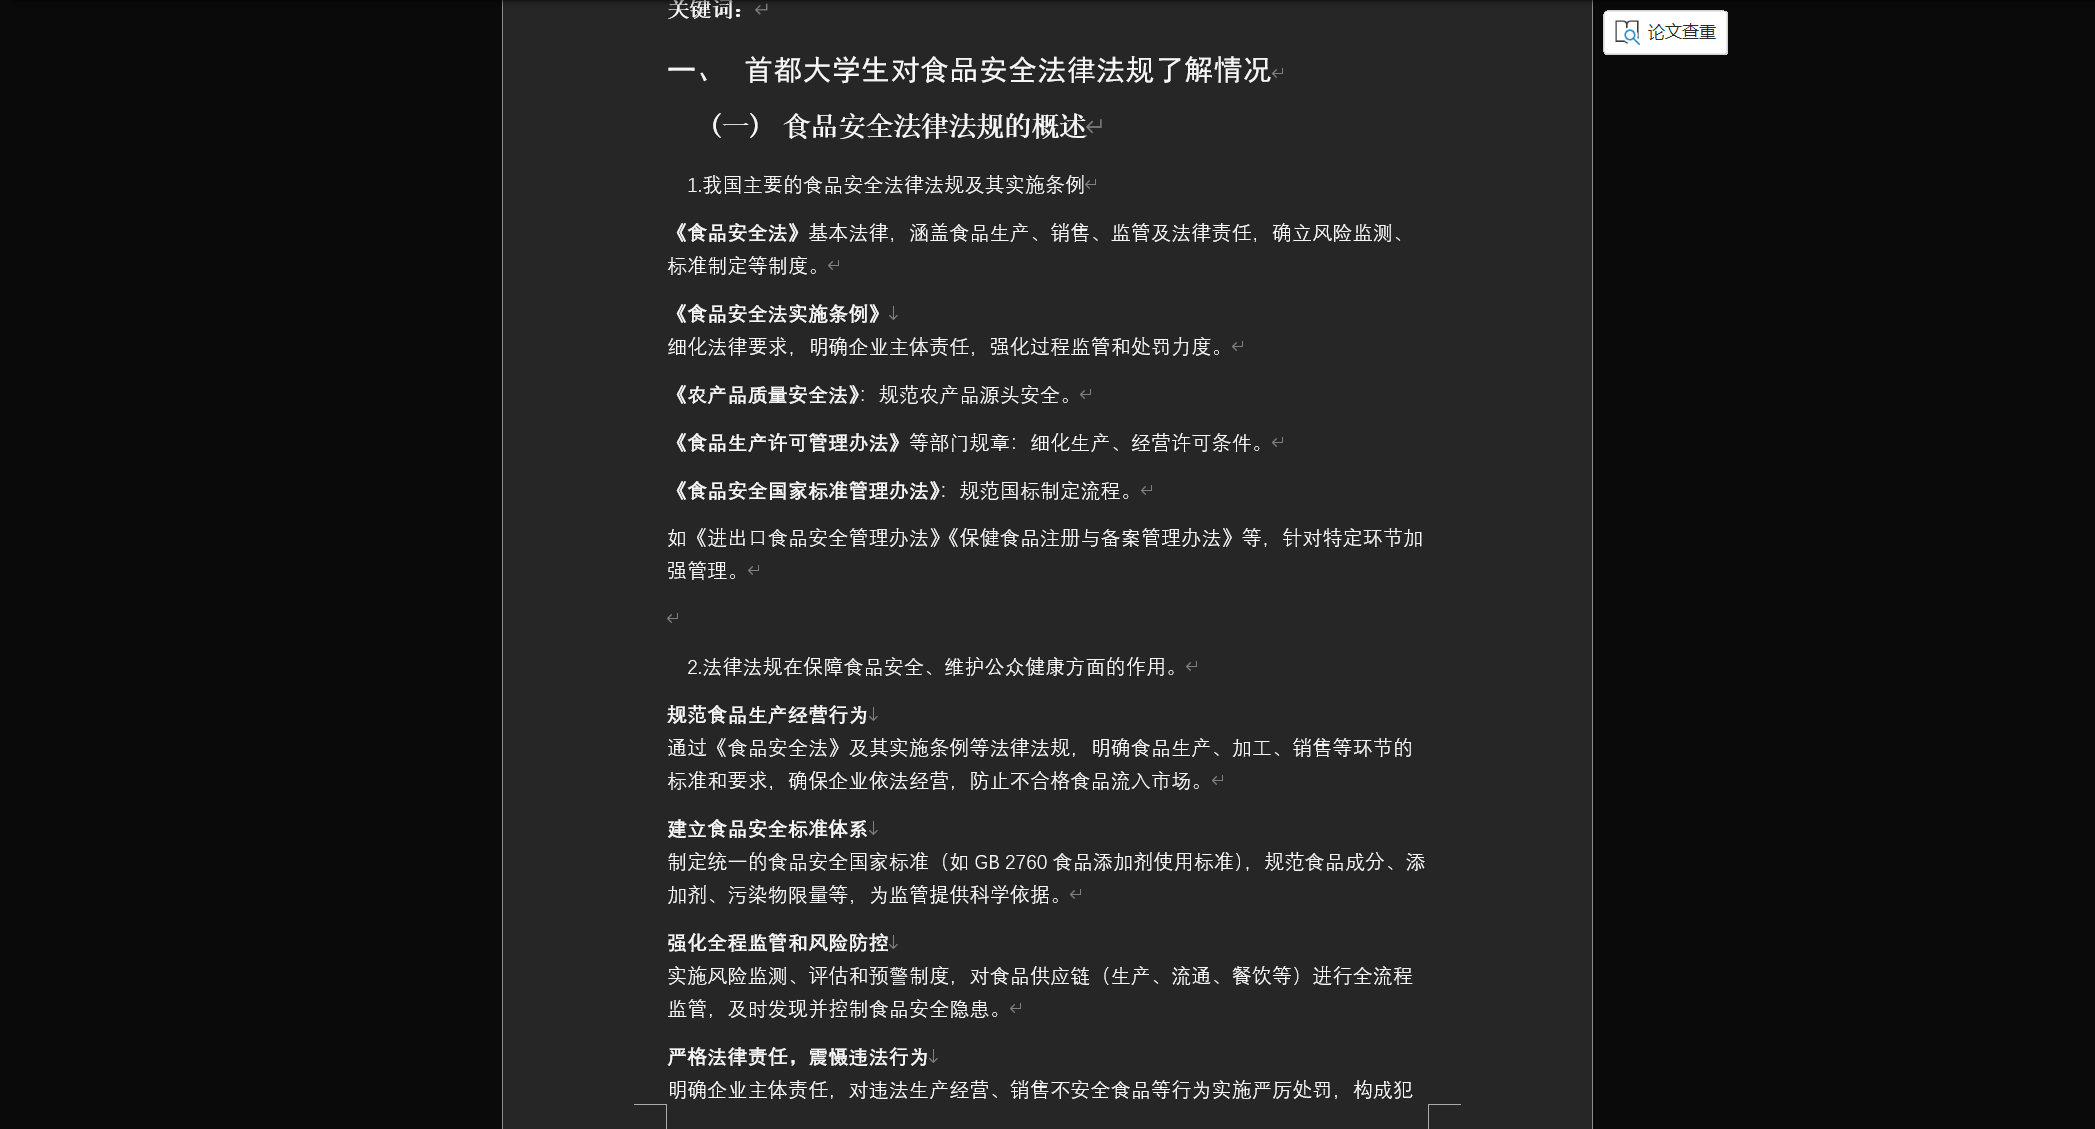 关键词：
论文查重
一、 首都大学生对食品安全法律法规了解情况
（一） 食品安全法律法规的概述
1.我国主要的食品安全法律法规及其实施条例
《食品安全法》基本法律，涵盖食品生产、销售、监管及法律责任，确立风险监测、
标准制定等制度。
《食品安全法实施条例》
细化法律要求，明确企业主体责任，强化过程监管和处罚力度。
《农产品质量安全法》：规范农产品源头安全。
《食品生产许可管理办法》等部门规章：细化生产、经营许可条件。
《食品安全国家标准管理办法》：规范国标制定流程。
如《进出口食品安全管理办法》《保健食品注册与备案管理办法》等，针对特定环节加
强管理。
2.法律法规在保障食品安全、维护公众健康方面的作用。
规范食品生产经营行为
通过《食品安全法》及其实施条例等法律法规，明确食品生产、加工、销售等环节的
标准和要求，确保企业依法经营，防止不合格食品流入市场。
建立食品安全标准体系
制定统一的食品安全国家标准（如 GB 2760 食品添加剂使用标准），规范食品成分、添
加剂、污染物限量等，为监管提供科学依据。
强化全程监管和风险防控
实施风险监测、评估和预警制度，对食品供应链（生产、流通、餐饮等）进行全流程
监管，及时发现并控制食品安全隐患。
严格法律责任，震慑违法行为
明确企业主体责任，对违法生产经营、销售不安全食品等行为实施严厉处罚，构成犯